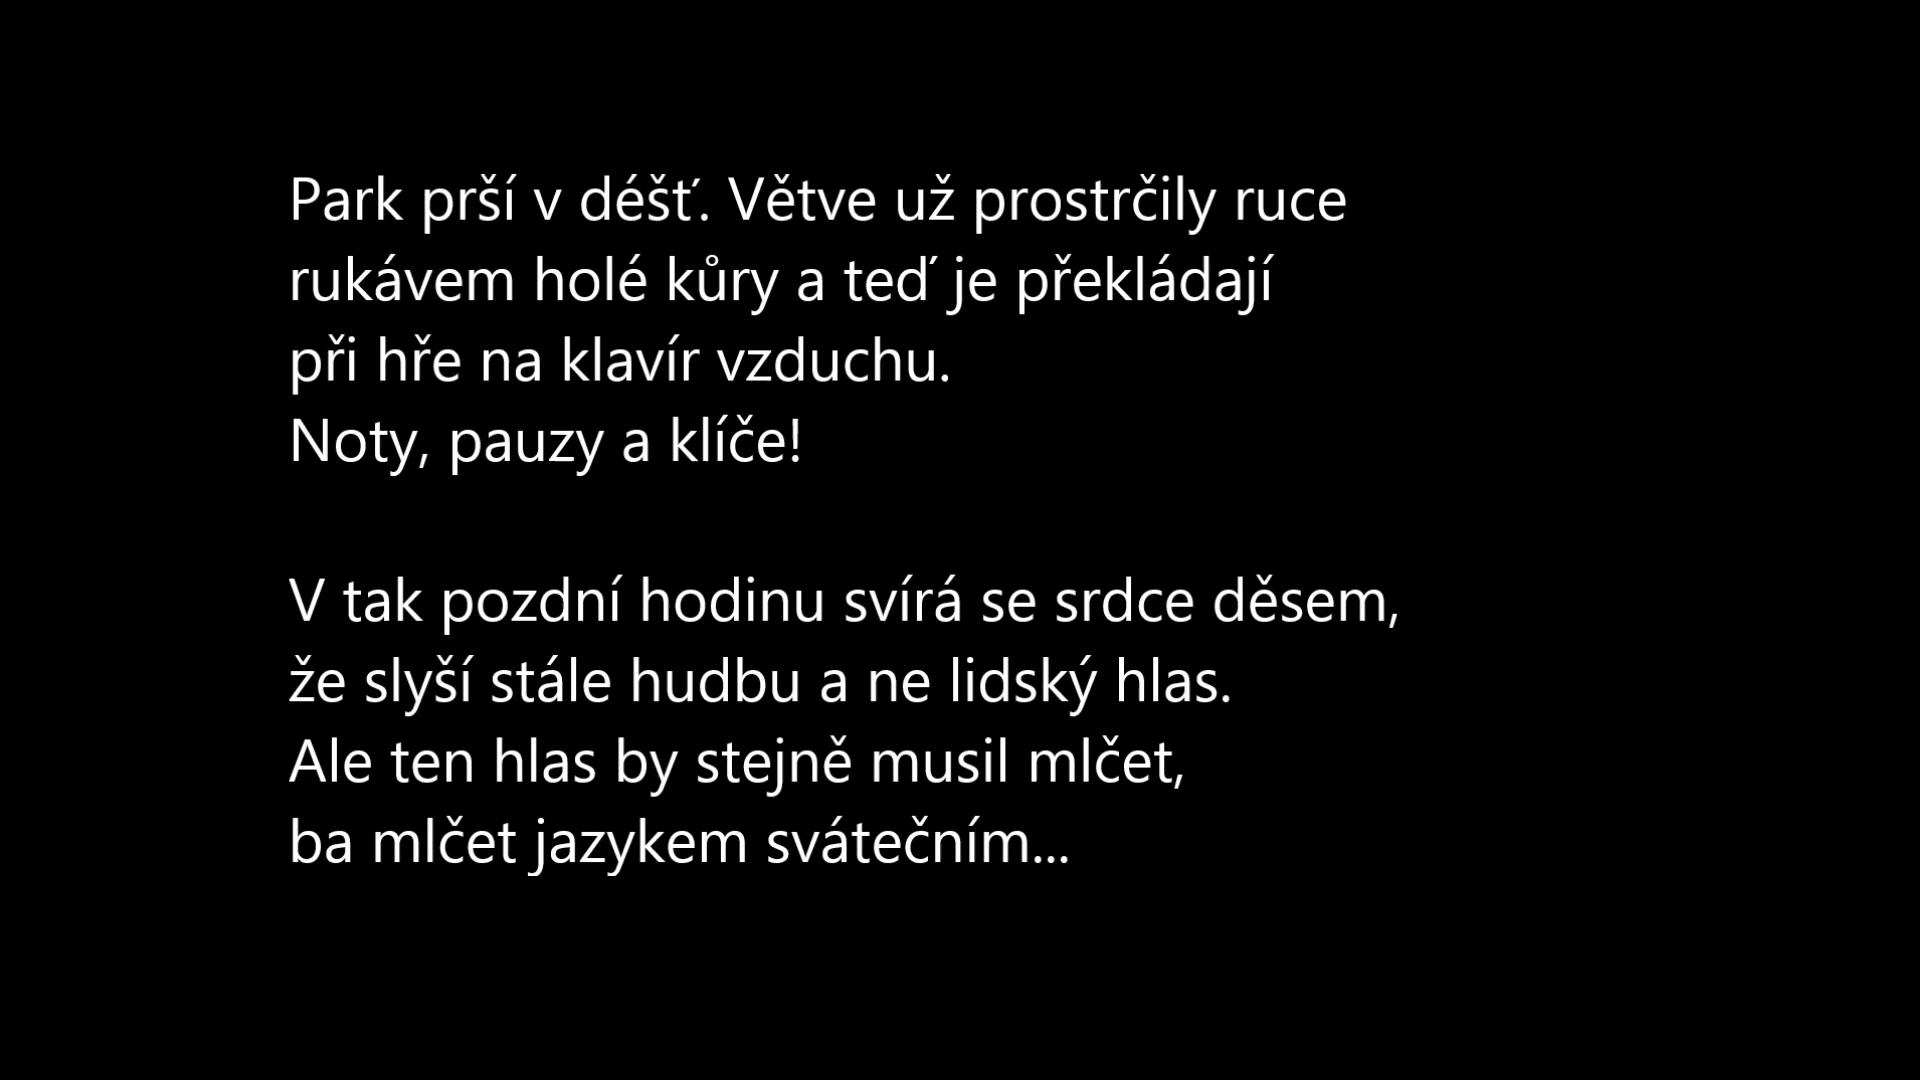 Park prší v déšť. Větve už prostrčily ruce
rukávem holé kůry a teď je překládají
při hře na klavír vzduchu.
Noty, pauzy a klíče!
V tak pozdní hodinu svírá se srdce děsem,
že slyší stále hudbu a ne lidský hlas.
Ale ten hlas by stejně musil mlčet,
ba mlčet jazykem svátečním...